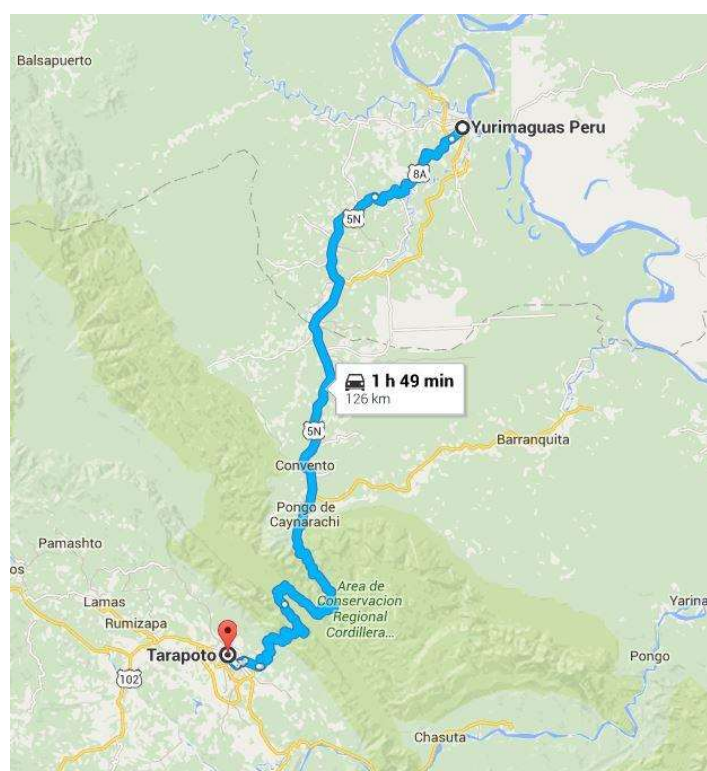 Balsapuerto
Yurimaguas Peru
8A
5N
1 h 49 min
126 km
5N
Barranquita
Convento
Pongo de
Caynarachi
Pamashto
os
Area de
Conservacion
Regional
Cordillera...
Lamas
Rumizapa
Yarina
Tarapoto
Pongo
102
Chasuta